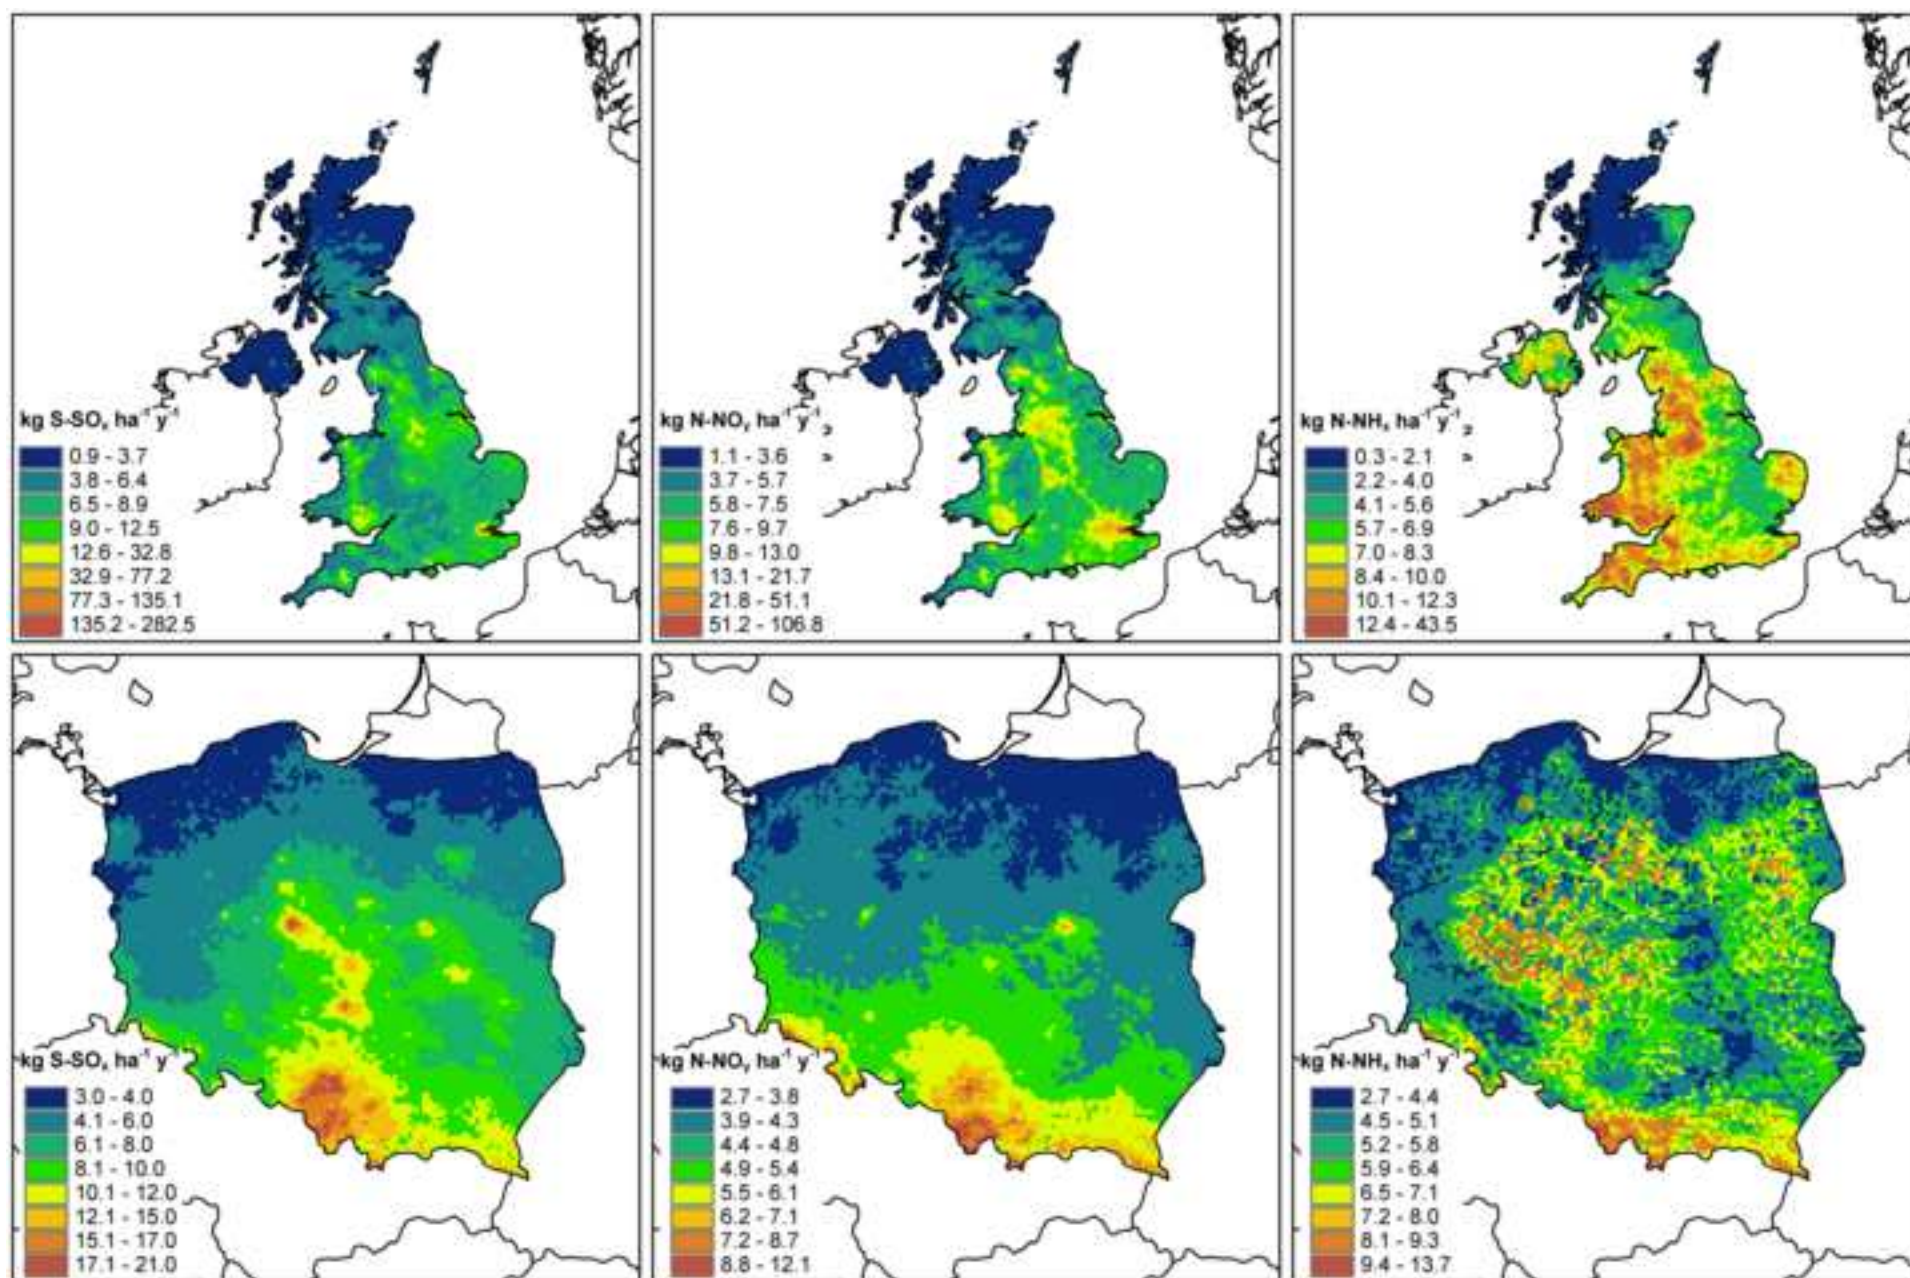 kg S-SOₓ ha⁻¹ y⁻¹
0.9 - 3.7
3.8 - 6.4
6.5 - 8.9
9.0 - 12.5
12.6 - 32.8
32.9 - 77.2
77.3 - 135.1
135.2 - 282.5
kg N-NOᵧ ha⁻¹ y⁻¹
1.1 - 3.6
3.7 - 5.7
5.8 - 7.5
7.6 - 9.7
9.8 - 13.0
13.1 - 21.7
21.8 - 51.1
51.2 - 106.8
kg N-NHₓ ha⁻¹ y⁻¹
0.3 - 2.1
2.2 - 4.0
4.1 - 5.6
5.7 - 6.9
7.0 - 8.3
8.4 - 10.0
10.1 - 12.3
12.4 - 43.5
kg S-SOₓ ha⁻¹ y⁻¹
3.0 - 4.0
4.1 - 6.0
6.1 - 8.0
8.1 - 10.0
10.1 - 12.0
12.1 - 15.0
15.1 - 17.0
17.1 - 21.0
kg N-NOᵧ ha⁻¹ y⁻¹
2.7 - 3.8
3.9 - 4.3
4.4 - 4.8
4.9 - 5.4
5.5 - 6.1
6.2 - 7.1
7.2 - 8.7
8.8 - 12.1
kg N-NHₓ ha⁻¹ y⁻¹
2.7 - 4.4
4.5 - 5.1
5.2 - 5.8
5.9 - 6.4
6.5 - 7.1
7.2 - 8.0
8.1 - 9.3
9.4 - 13.7